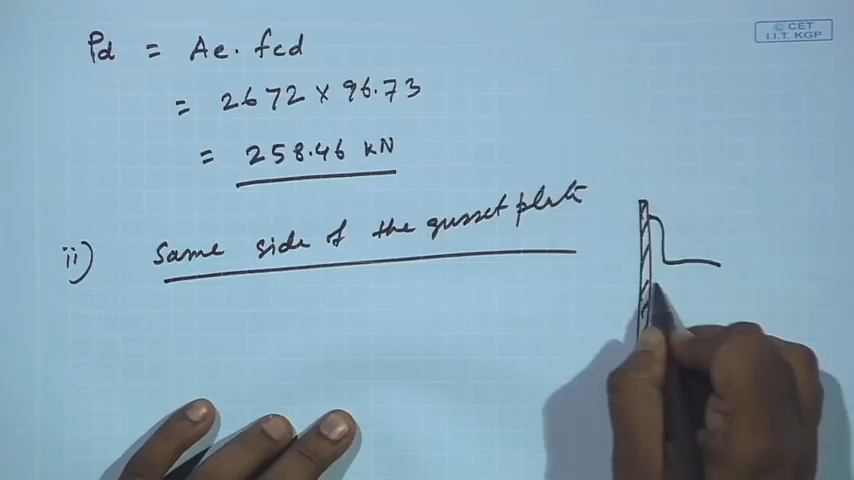 © CET
I.I.T. KGP
Pd = Ae. fcd
= 2672 x 96.73
= 258.46 kN
ii) Same side of the gusset plate